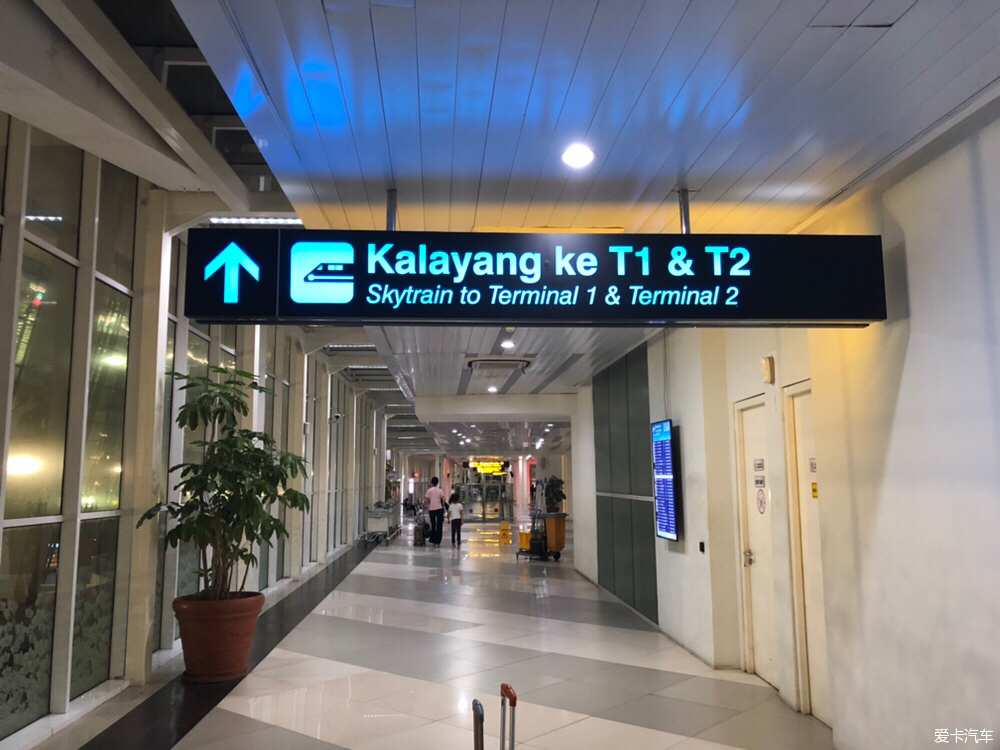 Kalayang ke T1 & T2
Skytrain to Terminal 1 & Terminal 2
爱卡汽车